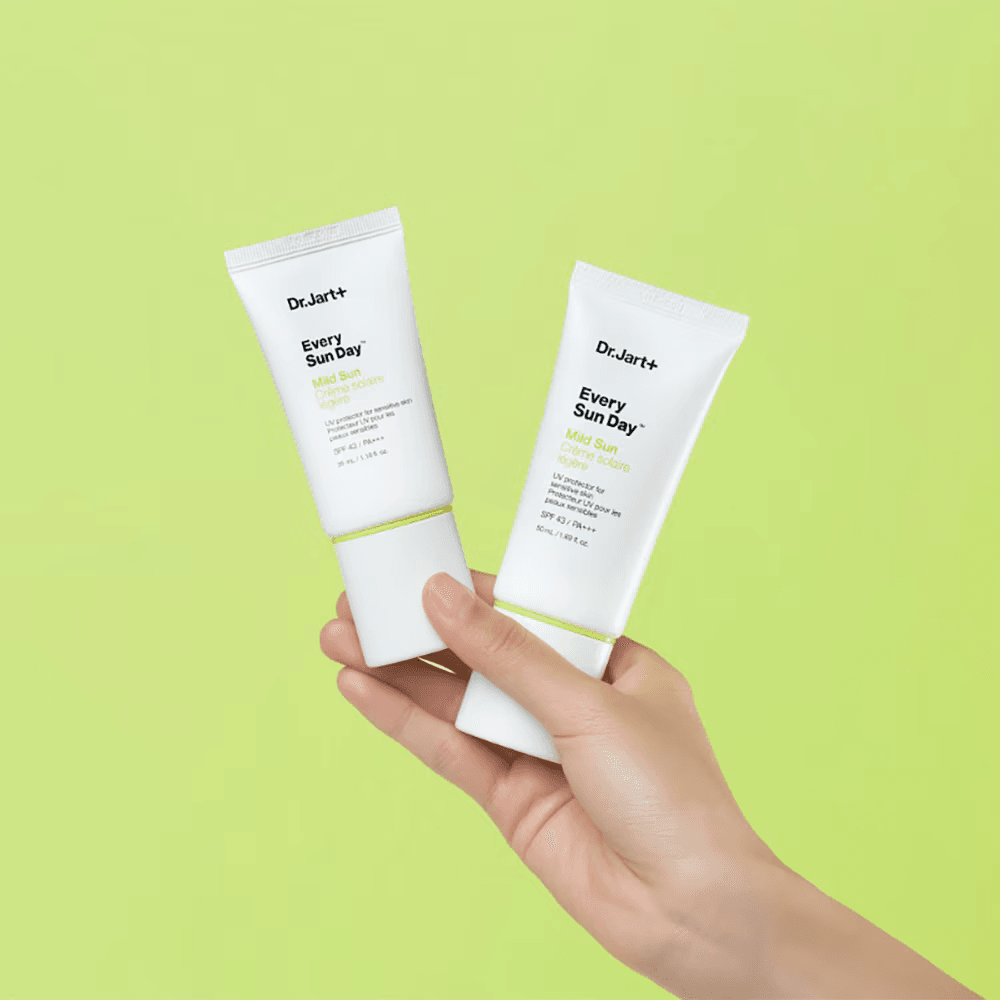 Dr.Jart+
Every
Sun Day™
Mild Sun
Crème solaire
légère
UV protector for sensitive skin
Protecteur UV pour les
peaux sensibles
SPF 43 / PA+++
Dr.Jart+
Every
Sun Day™
Mild Sun
Crème solaire
légère
UV protector for
sensitive skin
Protecteur UV pour les
peaux sensibles
SPF 43 / PA+++
50 mL / 1.69 fl. oz.